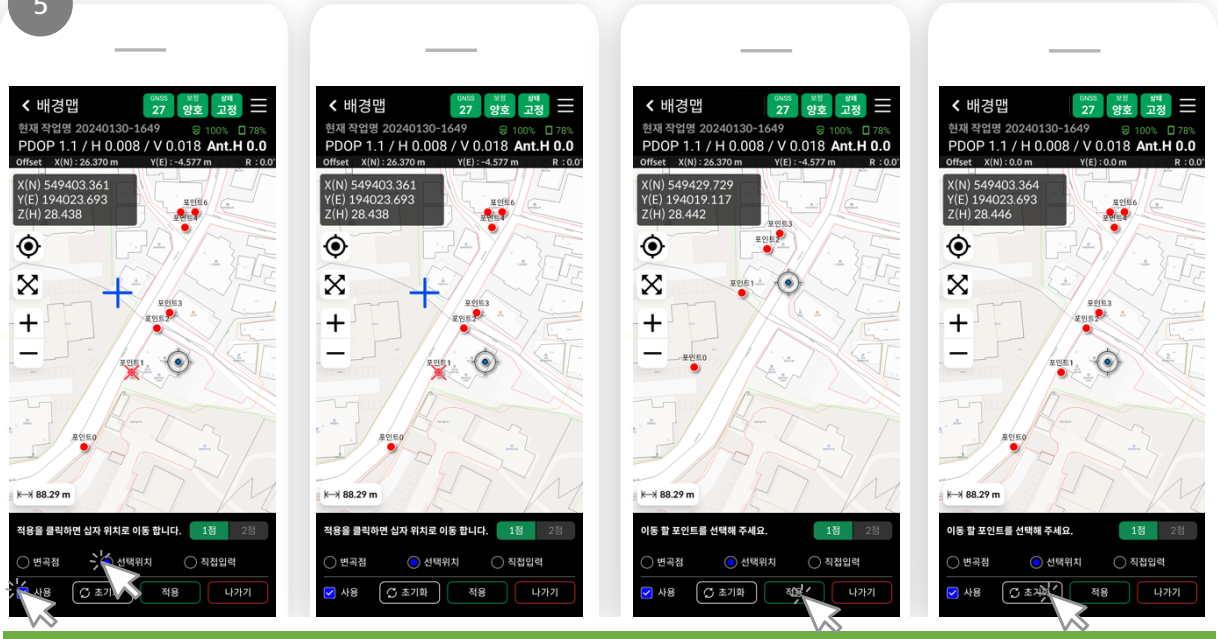 5
배경맵
GNSS 27 보정 양호 상태 고정
현재 작업명 20240130-1649 100% 78%
PDOP 1.1 / H 0.008 / V 0.018 Ant.H 0.0
Offset X(N) : 26.370 m Y(E) : -4.577 m R : 0.0°
X(N) 549403.361
Y(E) 194023.693
Z(H) 28.438
포인트6
포인트4
포인트3
포인트2
포인트1
포인트0
88.29 m
적용을 클릭하면 십자 위치로 이동 합니다. 1점 2점
변곡점 선택위치 직접입력
사용 초기화 적용 나가기
배경맵
GNSS 27 보정 양호 상태 고정
현재 작업명 20240130-1649 100% 78%
PDOP 1.1 / H 0.008 / V 0.018 Ant.H 0.0
Offset X(N) : 26.370 m Y(E) : -4.577 m R : 0.0°
X(N) 549403.361
Y(E) 194023.693
Z(H) 28.438
포인트6
포인트4
포인트3
포인트2
포인트1
포인트0
88.29 m
적용을 클릭하면 십자 위치로 이동 합니다. 1점 2점
변곡점 선택위치 직접입력
사용 초기화 적용 나가기
배경맵
GNSS 27 보정 양호 상태 고정
현재 작업명 20240130-1649 100% 78%
PDOP 1.1 / H 0.008 / V 0.018 Ant.H 0.0
Offset X(N) : 26.370 m Y(E) : -4.577 m R : 0.0°
X(N) 549429.729
Y(E) 194019.117
Z(H) 28.442
포인트3
포인트2
포인트1
포인트0
88.29 m
이동 할 포인트를 선택해 주세요. 1점 2점
변곡점 선택위치 직접입력
사용 초기화 적용 나가기
배경맵
GNSS 27 보정 양호 상태 고정
현재 작업명 20240130-1649 100% 78%
PDOP 1.1 / H 0.008 / V 0.018 Ant.H 0.0
Offset X(N) : 0.0 m Y(E) : 0.0 m R : 0.0°
X(N) 549403.364
Y(E) 194023.693
Z(H) 28.446
포인트6
포인트4
포인트3
포인트2
포인트1
포인트0
88.29 m
이동 할 포인트를 선택해 주세요. 1점 2점
변곡점 선택위치 직접입력
사용 초기화 적용 나가기